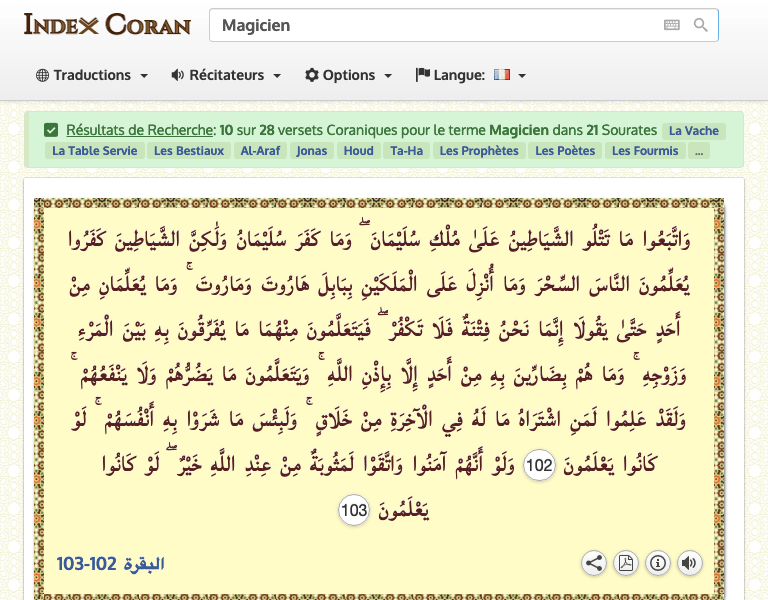 INDEX CORAN
Magicien
Traductions Récitateurs Options Langue:
Résultats de Recherche: 10 sur 28 versets Coraniques pour le terme Magicien dans 21 Sourates La Vache
La Table Servie Les Bestiaux Al-Araf Jonas Houd Ta-Ha Les Prophètes Les Poètes Les Fourmis ...
وَاتَّبَعُوا مَا تَتْلُو الشَّيَاطِينُ عَلَىٰ مُلْكِ سُلَيْمَانَ ۖ وَمَا كَفَرَ سُلَيْمَانُ وَلَٰكِنَّ الشَّيَاطِينَ كَفَرُوا
يُعَلِّمُونَ النَّاسَ السِّحْرَ وَمَا أُنْزِلَ عَلَى الْمَلَكَيْنِ بِبَابِلَ هَارُوتَ وَمَارُوتَ ۚ وَمَا يُعَلِّمَانِ مِنْ
أَحَدٍ حَتَّىٰ يَقُولَا إِنَّمَا نَحْنُ فِتْنَةٌ فَلَا تَكْفُرْ ۖ فَيَتَعَلَّمُونَ مِنْهُمَا مَا يُفَرِّقُونَ بِهِ بَيْنَ الْمَرْءِ
وَزَوْجِهِ ۚ وَمَا هُمْ بِضَارِّينَ بِهِ مِنْ أَحَدٍ إِلَّا بِإِذْنِ اللَّهِ ۚ وَيَتَعَلَّمُونَ مَا يَضُرُّهُمْ وَلَا يَنْفَعُهُمْ ۚ
وَلَقَدْ عَلِمُوا لَمَنِ اشْتَرَاهُ مَا لَهُ فِي الْآخِرَةِ مِنْ خَلَاقٍ ۚ وَلَبِئْسَ مَا شَرَوْا بِهِ أَنْفُسَهُمْ ۚ لَوْ
كَانُوا يَعْلَمُونَ 102 وَلَوْ أَنَّهُمْ آمَنُوا وَاتَّقَوْا لَمَثُوبَةٌ مِنْ عِنْدِ اللَّهِ خَيْرٌ ۖ لَوْ كَانُوا
يَعْلَمُونَ 103
البقرة 102-103